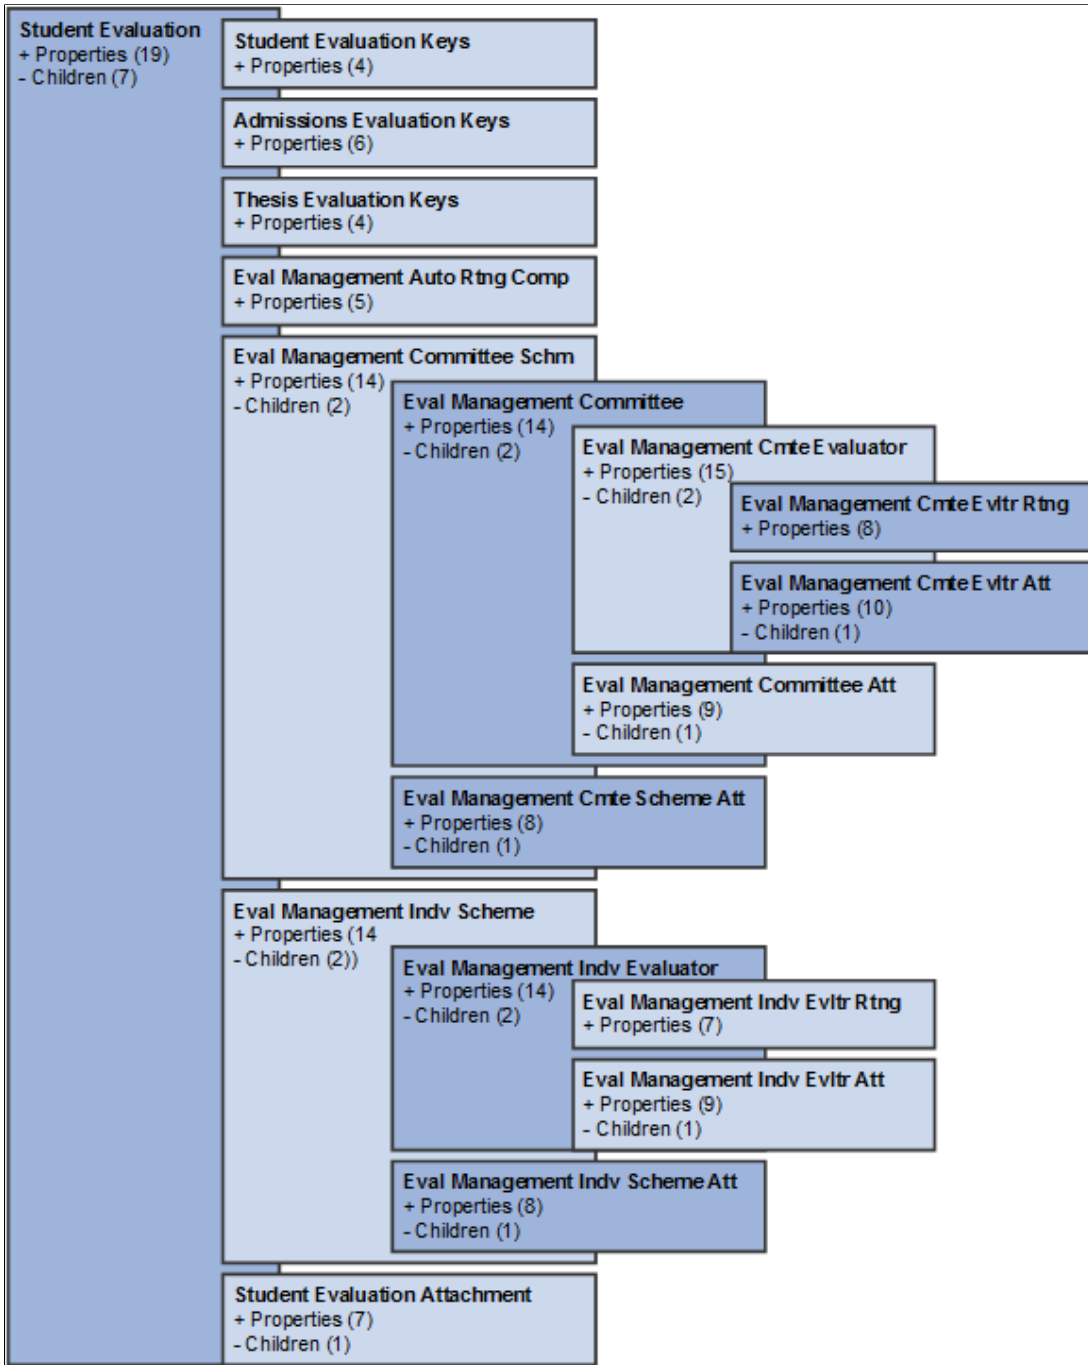 Student Evaluation
+ Properties (19)
- Children (7)
Student Evaluation Keys
+ Properties (4)
Admissions Evaluation Keys
+ Properties (6)
Thesis Evaluation Keys
+ Properties (4)
Eval Management Auto Rtng Comp
+ Properties (5)
Eval Management Committee Schm
+ Properties (14)
- Children (2)
Eval Management Committee
+ Properties (14)
- Children (2)
Eval Management Cmte Evaluator
+ Properties (15)
- Children (2)
Eval Management Cmte Evltr Rtng
+ Properties (8)
Eval Management Cmte Evltr Att
+ Properties (10)
- Children (1)
Eval Management Committee Att
+ Properties (9)
- Children (1)
Eval Management Cmte Scheme Att
+ Properties (8)
- Children (1)
Eval Management Indv Scheme
+ Properties (14
- Children (2))
Eval Management Indv Evaluator
+ Properties (14)
- Children (2)
Eval Management Indv Evltr Rtng
+ Properties (7)
Eval Management Indv Evltr Att
+ Properties (9)
- Children (1)
Eval Management Indv Scheme Att
+ Properties (8)
- Children (1)
Student Evaluation Attachment
+ Properties (7)
- Children (1)